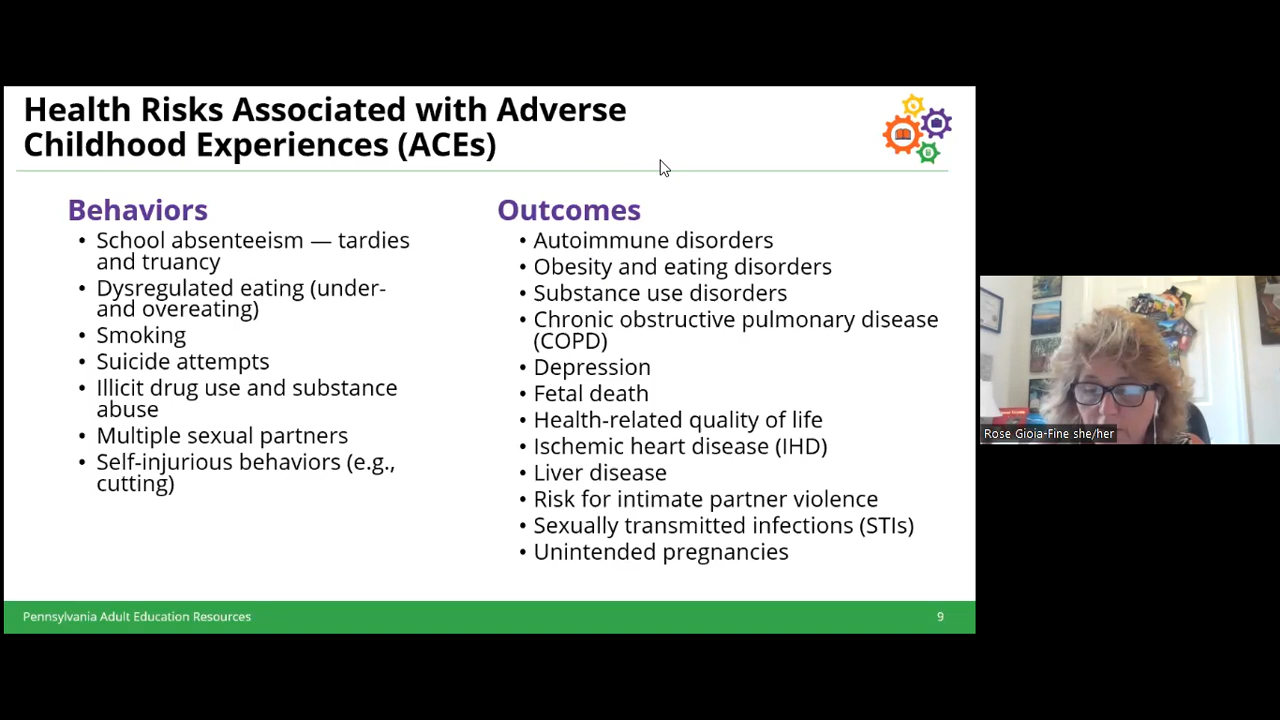 Health Risks Associated with Adverse
Childhood Experiences (ACEs)
Behaviors
• School absenteeism — tardies
and truancy
• Dysregulated eating (under-
and overeating)
• Smoking
• Suicide attempts
• Illicit drug use and substance
abuse
• Multiple sexual partners
• Self-injurious behaviors (e.g.,
cutting)
Outcomes
• Autoimmune disorders
• Obesity and eating disorders
• Substance use disorders
• Chronic obstructive pulmonary disease
(COPD)
• Depression
• Fetal death
• Health-related quality of life
• Ischemic heart disease (IHD)
• Liver disease
• Risk for intimate partner violence
• Sexually transmitted infections (STIs)
• Unintended pregnancies
Pennsylvania Adult Education Resources
9
Rose Gioia-Fine she/her